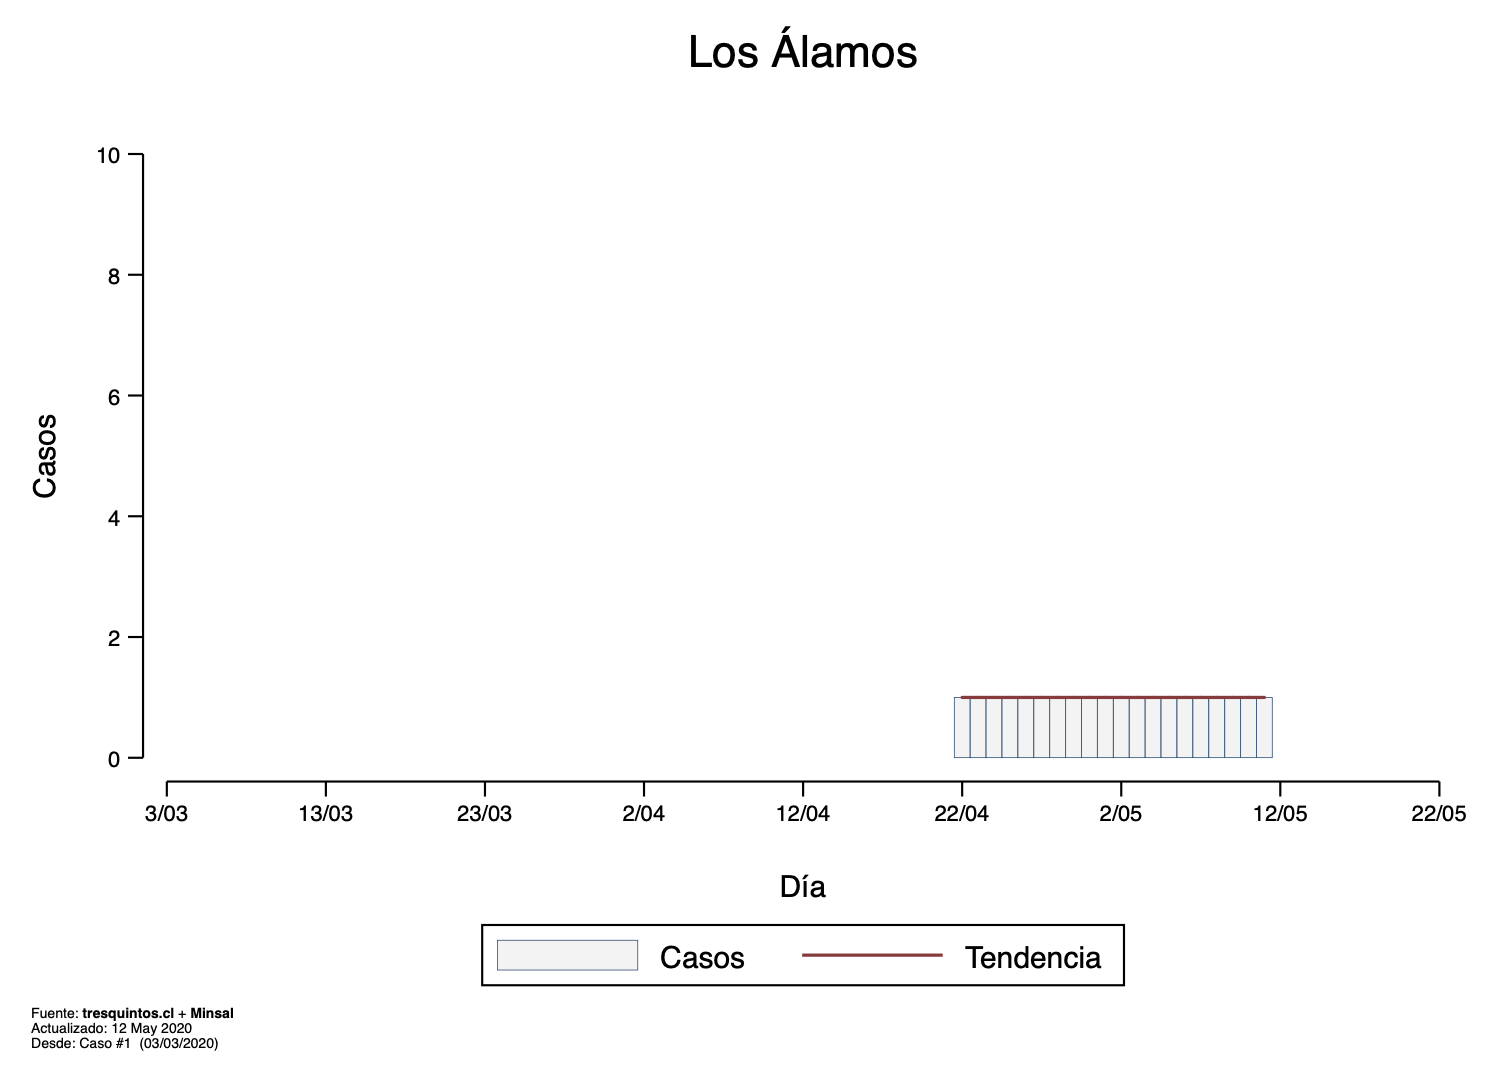 Los Álamos
10
8
6
4
2
0
Casos
3/03 13/03 23/03 2/04 12/04 22/04 2/05 12/05 22/05
Día
Casos Tendencia
Fuente: tresquintos.cl + Minsal
Actualizado: 12 May 2020
Desde: Caso #1 (03/03/2020)